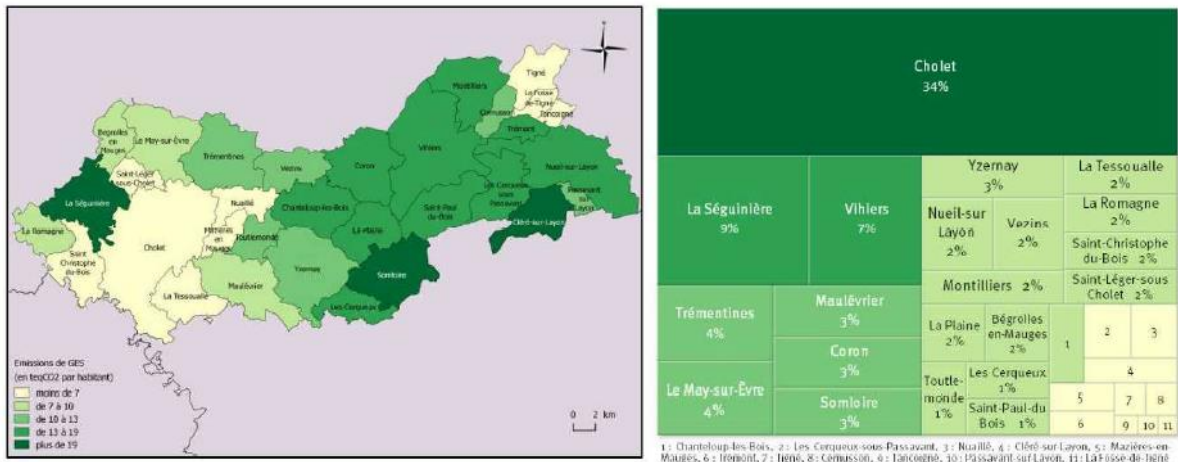 Tigné
La Fosse
de-Tigné
Tancoigné
Montilliers
Cernusson
Trémont
Bégrolles
en
Mauges
Le May-sur-Èvre
Trémentines
Vezins
Coron
Vihiers
Nueil-sur-Layon
Saint-Léger
sous-Cholet
La Séguinière
Nuaillé
Chanteloup-les-Bois
Saint Paul
du-Bois
Les Cerqueux
sous
Passavant
Passavant
sur
Layon
Cléré-sur-Layon
La Romagne
Cholet
Mazières
en
Mauges
Toutlemonde
La Plaine
Saint
Christophe
du-Bois
Yzernay
Somloire
La Tessoualle
Maulévrier
Les Cerqueux
Emissions de GES
(en teqCO2 par habitant)
moins de 7
de 7 à 10
de 10 à 13
de 13 à 19
plus de 19
0 2 km
Cholet
34%
La Séguinière
9%
Vihiers
7%
Yzernay
3%
La Tessoualle
2%
Nueil-sur
Layon
2%
Vezins
2%
La Romagne
2%
Saint-Christophe
du-Bois 2%
Montilliers 2%
Saint-Léger-sous
Cholet 2%
Trémentines
4%
Maulévrier
3%
Coron
3%
Le May-sur-Èvre
4%
Somloire
3%
La Plaine
2%
Bégrolles
en-Mauges
2%
Toutle-
monde
1%
Les Cerqueux
1%
Saint-Paul-du
Bois 1%
1
2
3
4
5
7
8
6
9
10
11
1 : Chanteloup-les-Bois, 2 : Les Cerqueux-sous-Passavant, 3 : Nuaillé, 4 : Cléré-sur-Layon, 5 : Mazières-en-
Mauges, 6 : Trémont, 7 : Tigné, 8 : Cernusson, 9 : Tancoigné, 10 : Passavant-sur-Layon, 11 : La Fosse-de-Tigné